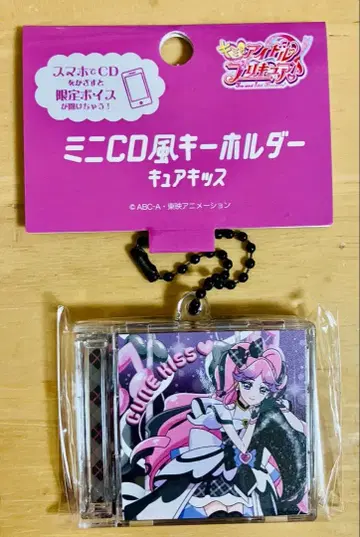 スマホでCD
をかざすと
限定ボイス
が聞けちゃう！
キミとアイドル
プリキュア♪
ミニCD風キーホルダー
キュアキッス
©ABC-A・東映アニメーション
CURE KISS